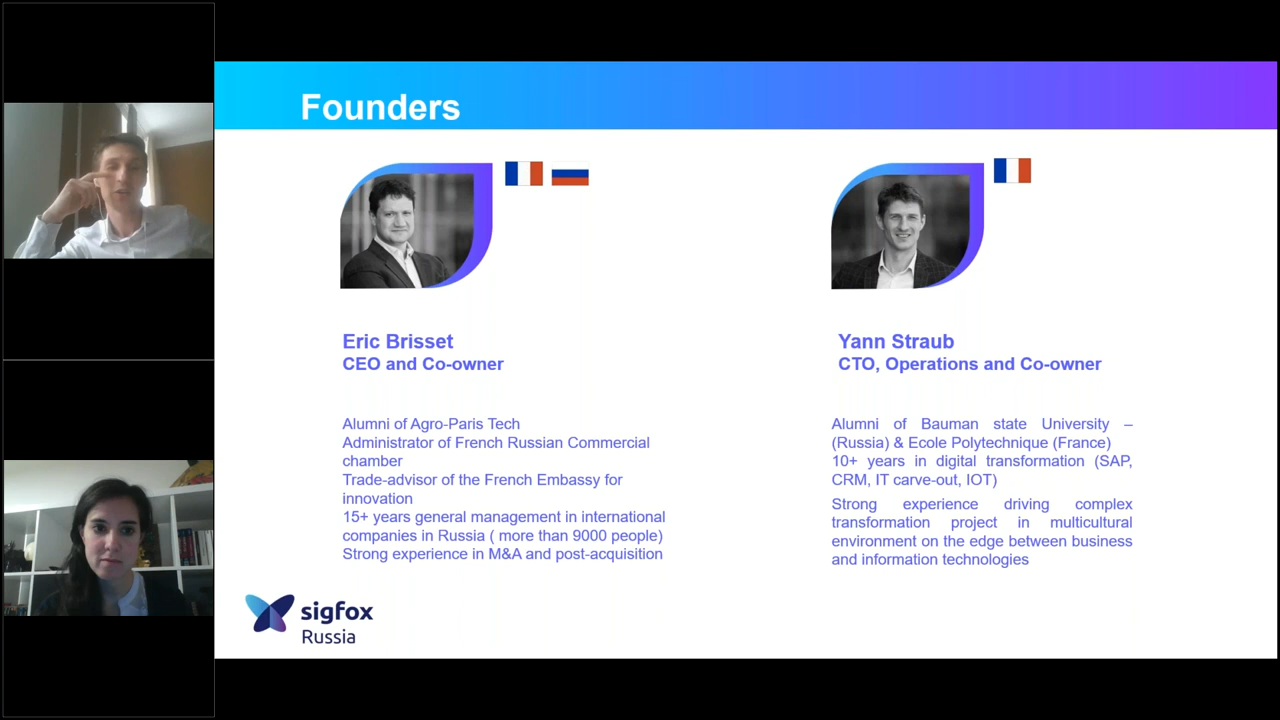 Founders
Eric Brisset
CEO and Co-owner
Alumni of Agro-Paris Tech
Administrator of French Russian Commercial
chamber
Trade-advisor of the French Embassy for
innovation
15+ years general management in international
companies in Russia ( more than 9000 people)
Strong experience in M&A and post-acquisition
Yann Straub
CTO, Operations and Co-owner
Alumni of Bauman state University –
(Russia) & Ecole Polytechnique (France)
10+ years in digital transformation (SAP,
CRM, IT carve-out, IOT)
Strong experience driving complex
transformation project in multicultural
environment on the edge between business
and information technologies
sigfox
Russia